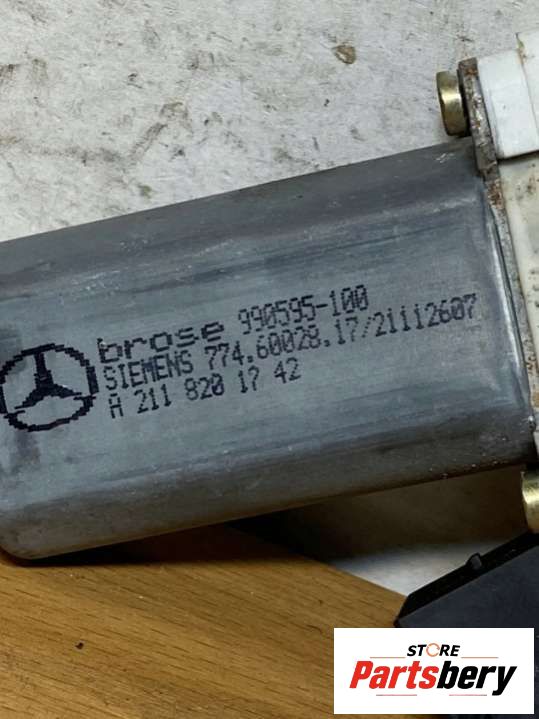 brose 990595-100
SIEMENS 774.60028.17/21112607
A 211 820 17 42
STORE
Partsbery